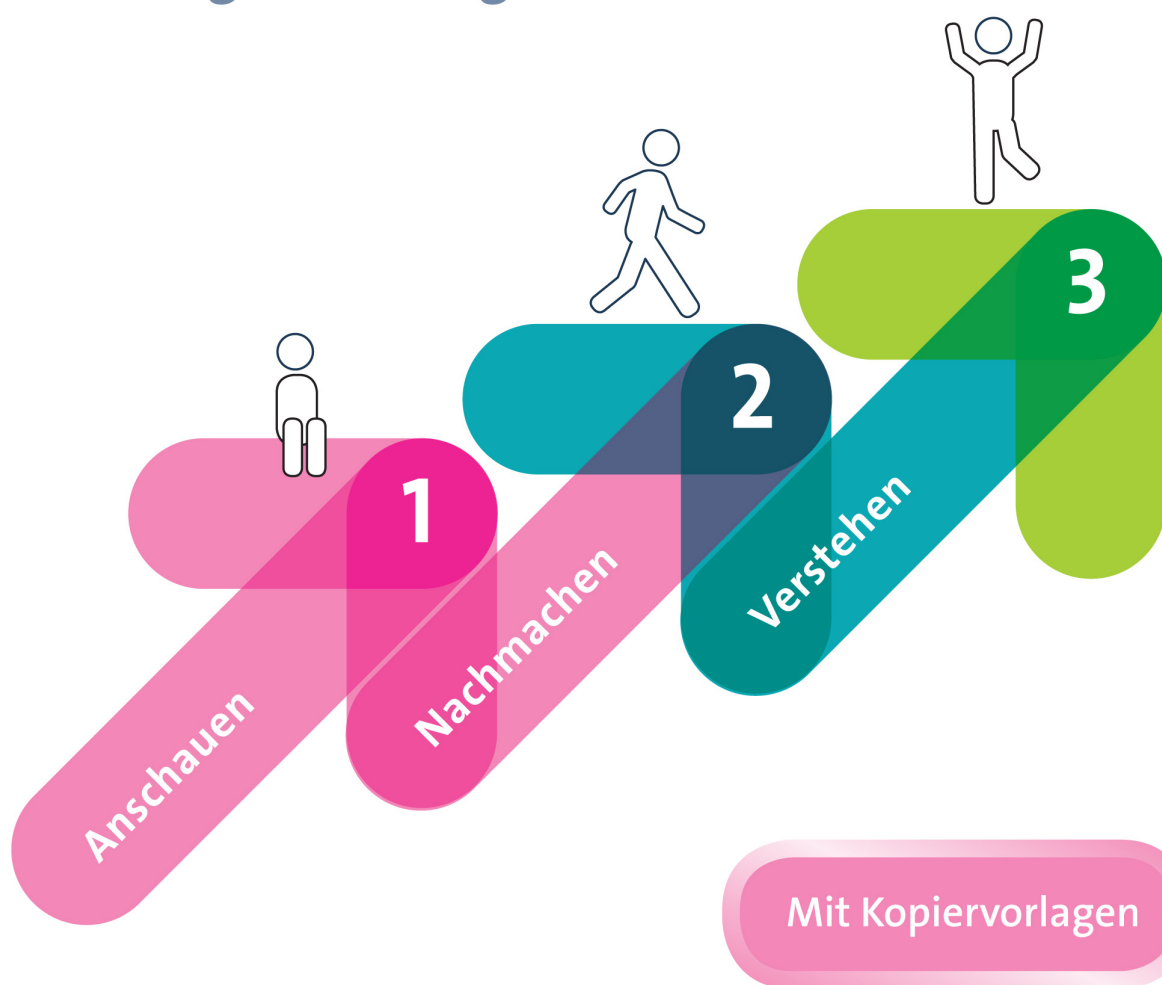 3
2
1
Verstehen
Nachmachen
Anschauen
Mit Kopiervorlagen